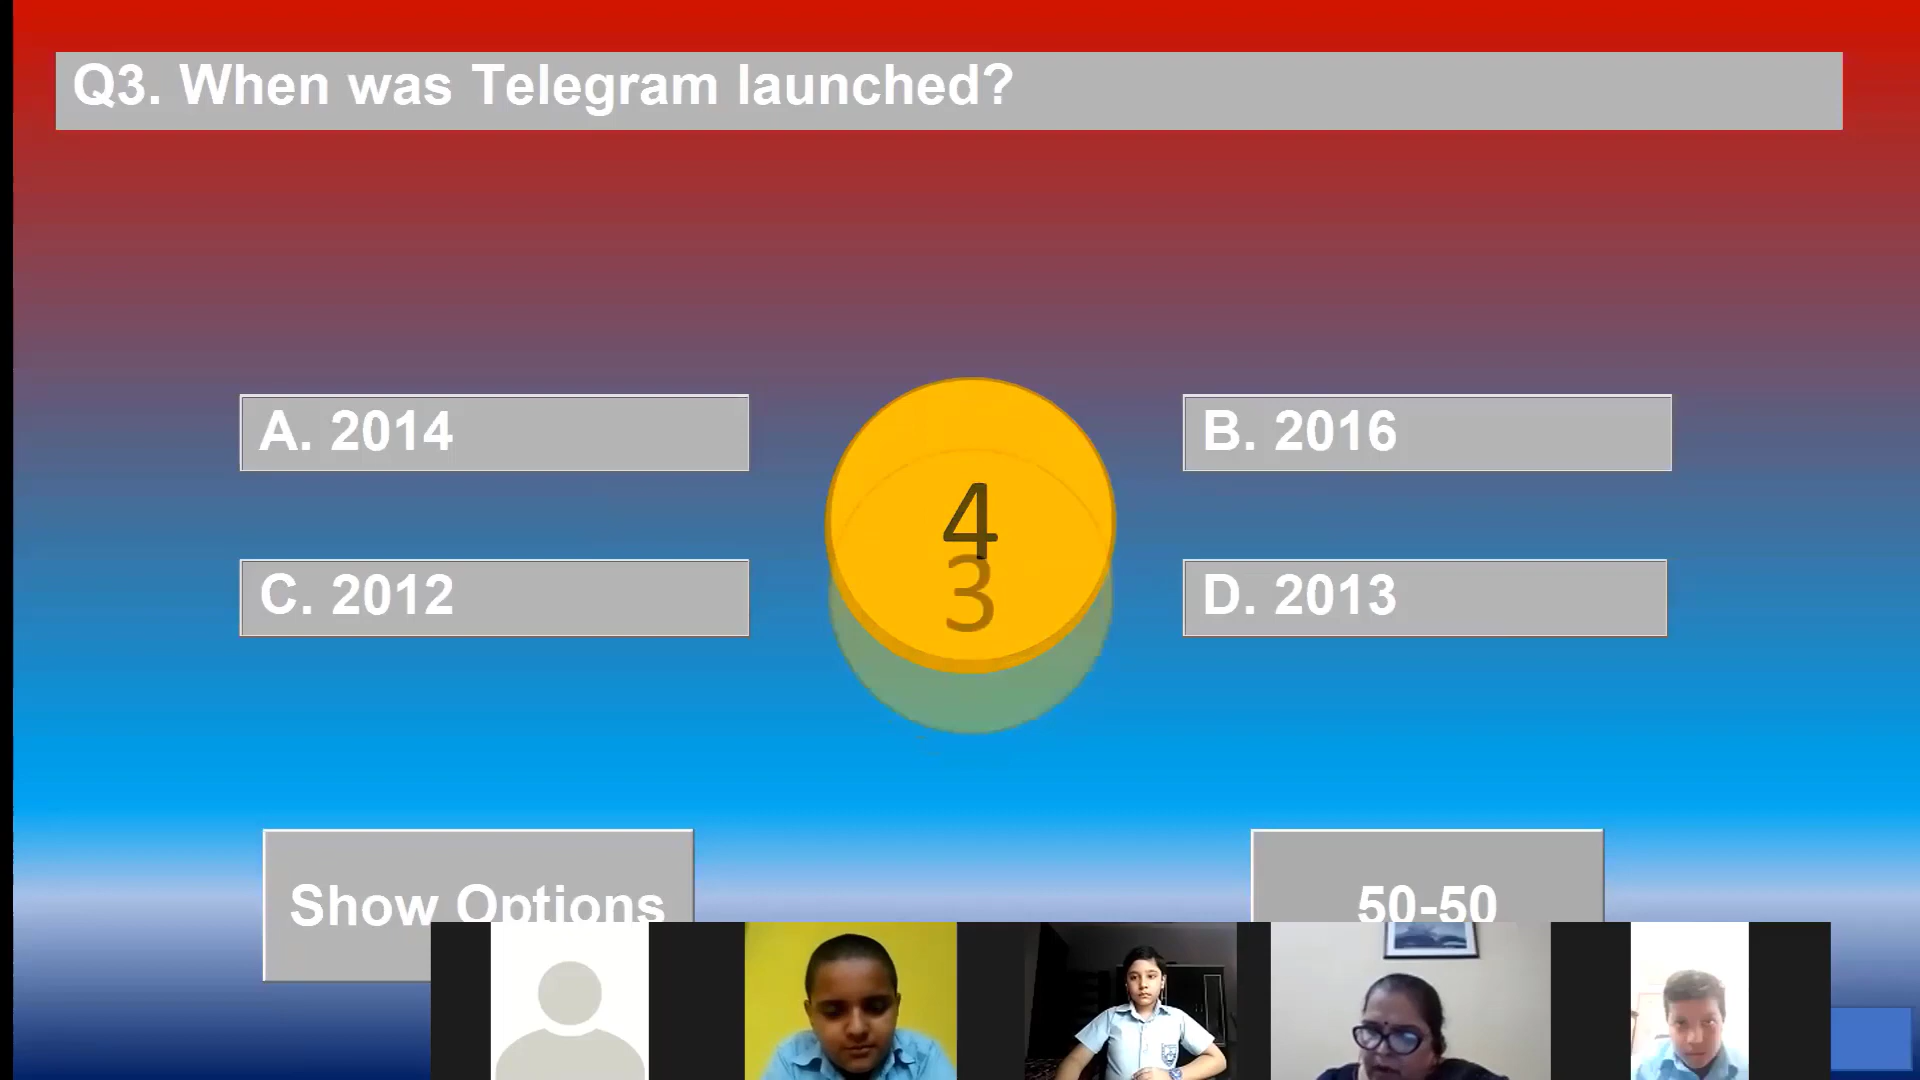 Q3. When was Telegram launched?
A. 2014
B. 2016
4
3
C. 2012
D. 2013
Show Options
50-50